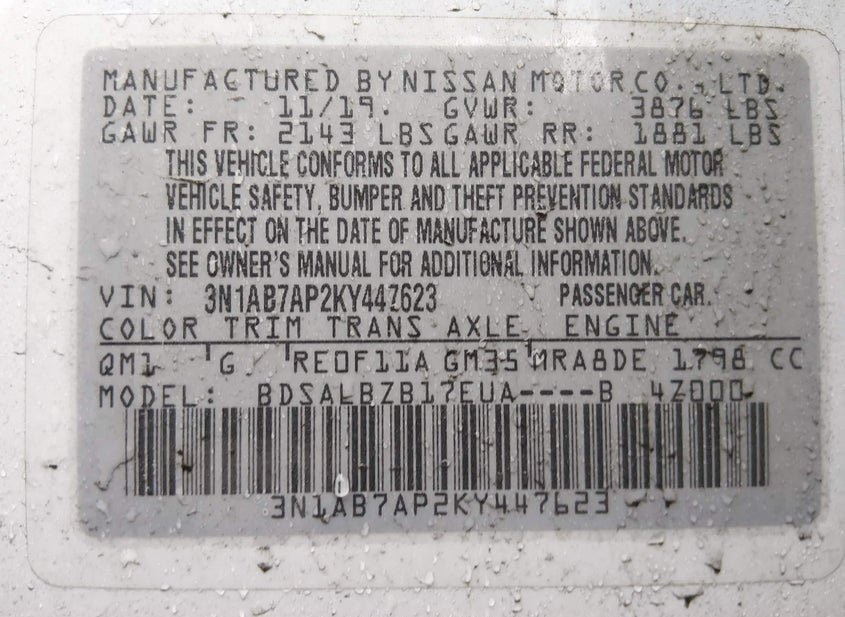 MANUFACTURED BY NISSAN MOTOR CO., LTD.
DATE: 11/19. GVWR: 3876 LBS
GAWR FR: 2143 LBS GAWR RR: 1881 LBS
THIS VEHICLE CONFORMS TO ALL APPLICABLE FEDERAL MOTOR
VEHICLE SAFETY, BUMPER AND THEFT PREVENTION STANDARDS
IN EFFECT ON THE DATE OF MANUFACTURE SHOWN ABOVE.
SEE OWNER'S MANUAL FOR ADDITIONAL INFORMATION.
VIN: 3N1AB7AP2KY447623 PASSENGER CAR.
COLOR TRIM TRANS AXLE ENGINE
QM1 G RE0F11A GM35 MRA8DE 1798 CC
MODEL: BDSALBZB17EUA----B 4Z000-
3N1AB7AP2KY447623